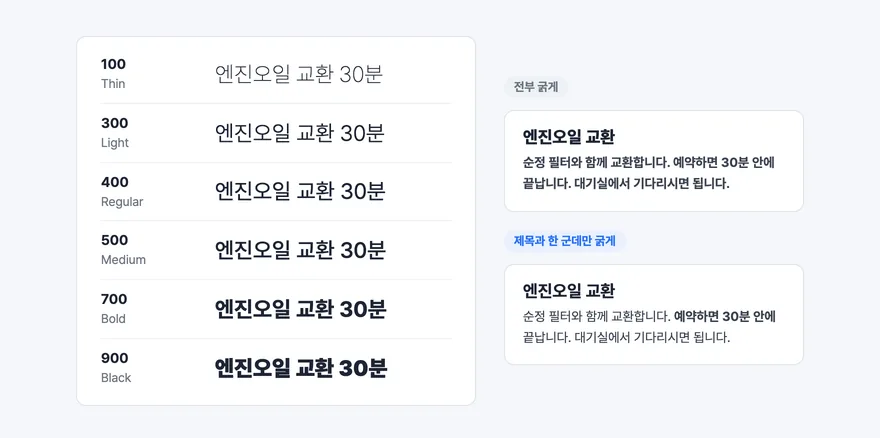 100
Thin
엔진오일 교환 30분
300
Light
엔진오일 교환 30분
400
Regular
엔진오일 교환 30분
500
Medium
엔진오일 교환 30분
700
Bold
엔진오일 교환 30분
900
Black
엔진오일 교환 30분
전부 굵게
엔진오일 교환
순정 필터와 함께 교환합니다. 예약하면 30분 안에
끝납니다. 대기실에서 기다리시면 됩니다.
제목과 한 군데만 굵게
엔진오일 교환
순정 필터와 함께 교환합니다. 예약하면 30분 안에
끝납니다. 대기실에서 기다리시면 됩니다.